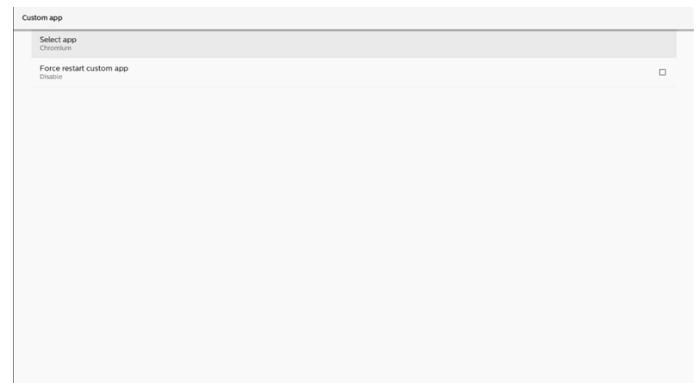 Custom app
Select app
Chromium
Force restart custom app
Disable